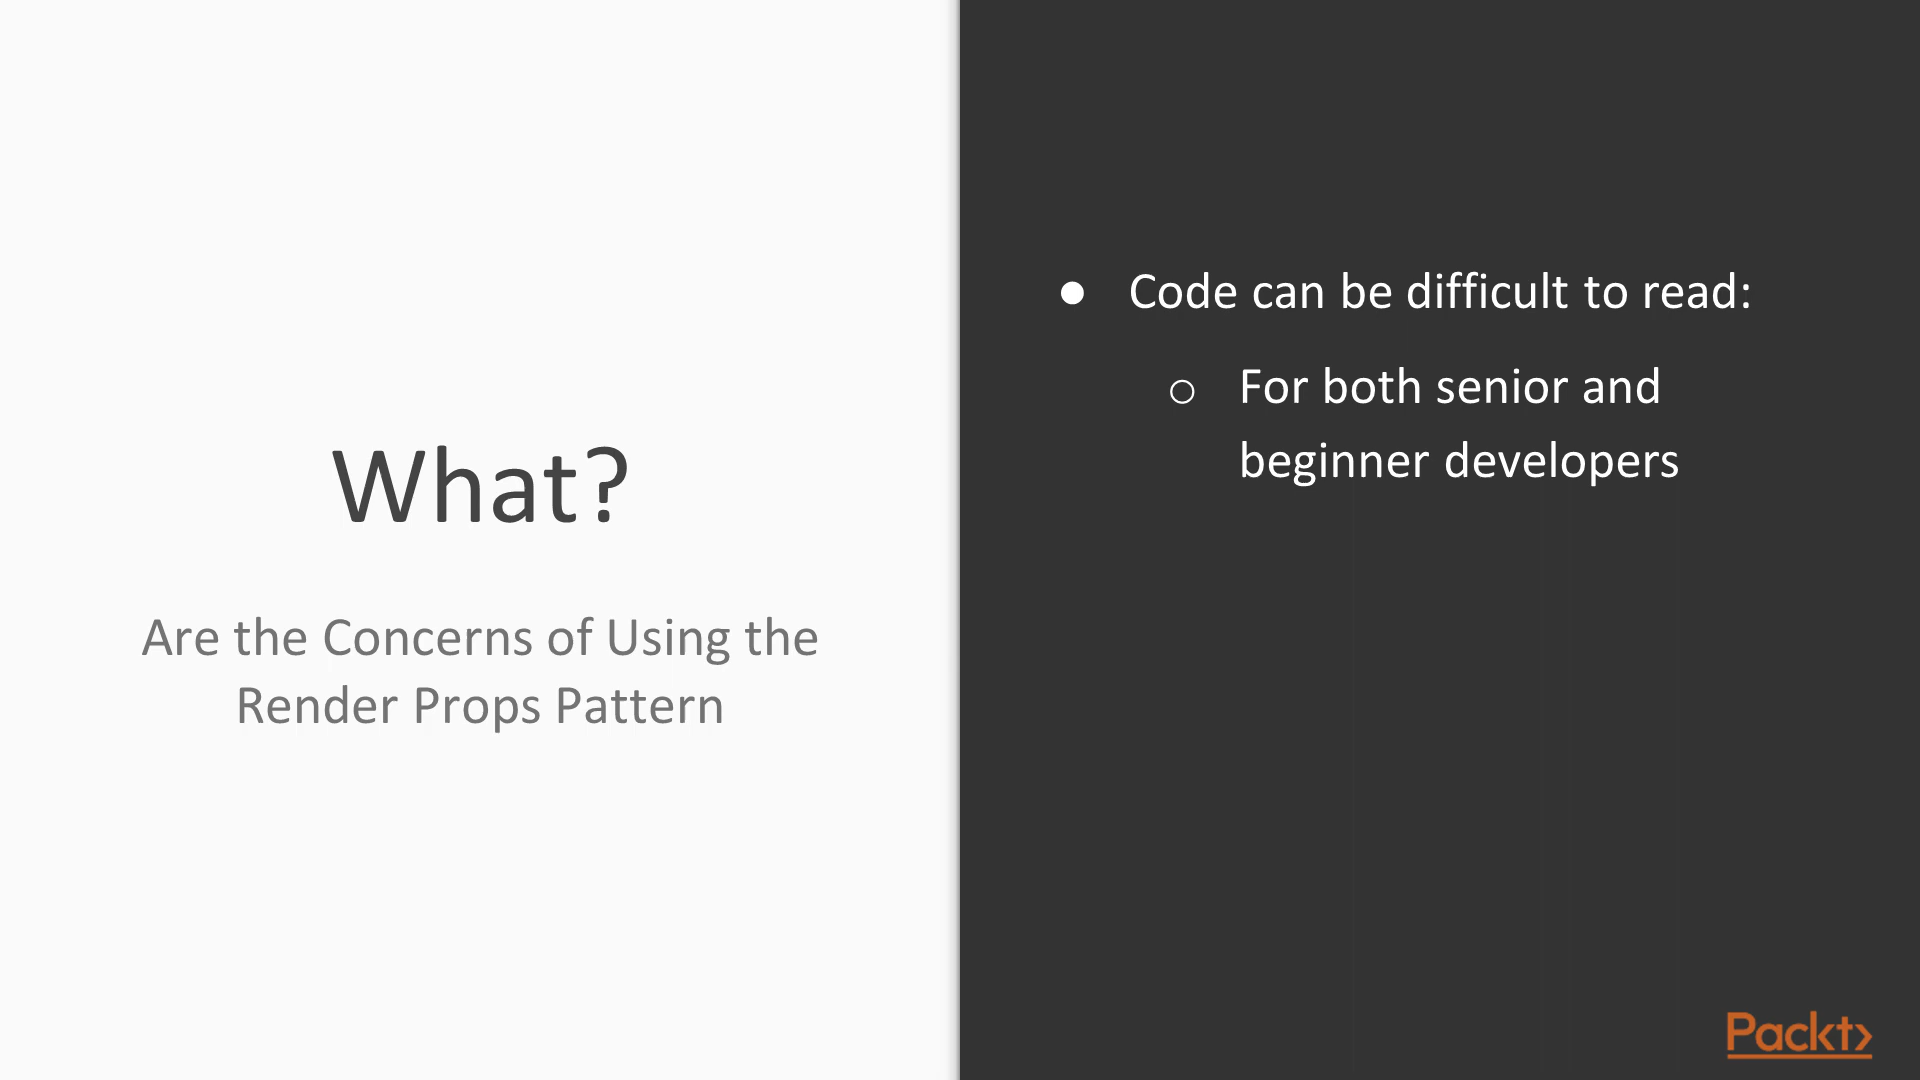 What?
Are the Concerns of Using the
Render Props Pattern
● Code can be difficult to read:
○ For both senior and
beginner developers
Packt>